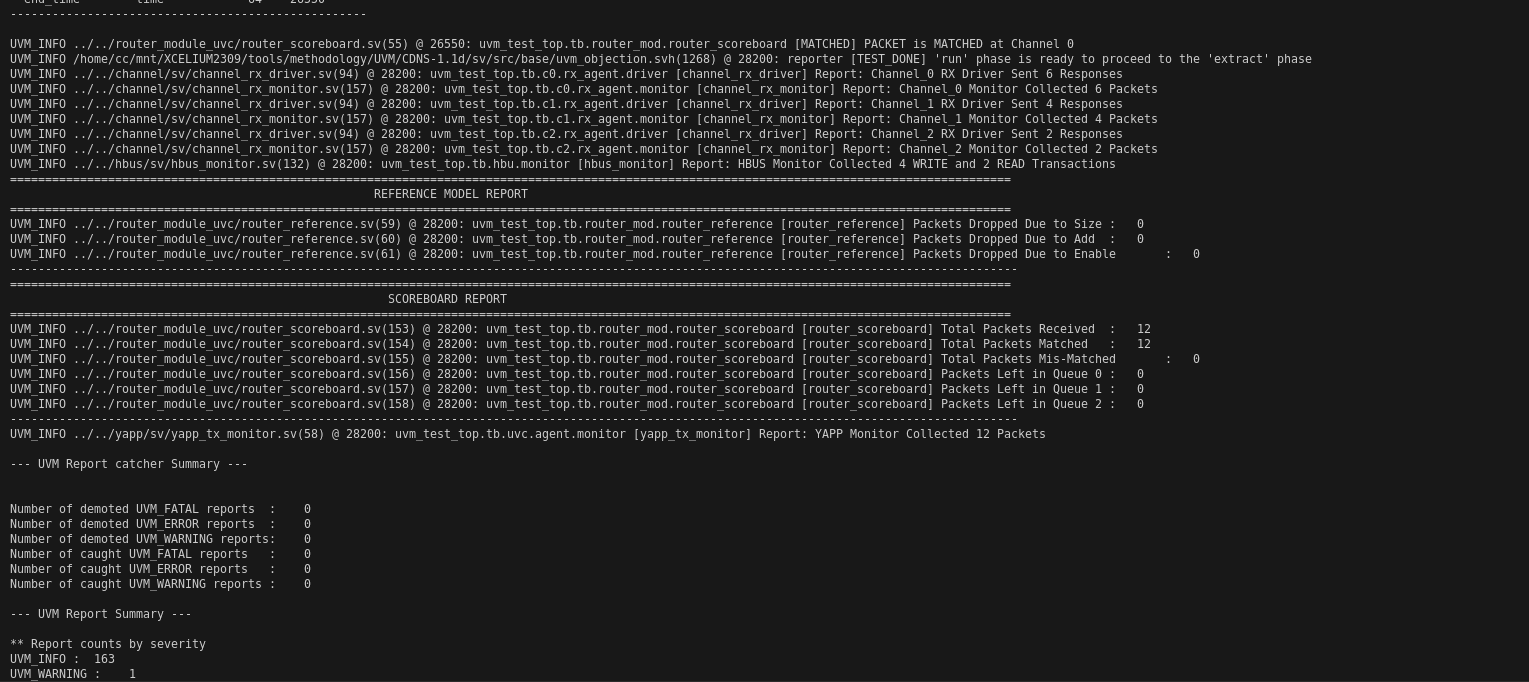 end_time time 64 26550
---------------------------------------------------
UVM_INFO ../../router_module_uvc/router_scoreboard.sv(55) @ 26550: uvm_test_top.tb.router_mod.router_scoreboard [MATCHED] PACKET is MATCHED at Channel 0
UVM_INFO /home/cc/mnt/XCELIUM2309/tools/methodology/UVM/CDNS-1.1d/sv/src/base/uvm_objection.svh(1268) @ 28200: reporter [TEST_DONE] 'run' phase is ready to proceed to the 'extract' phase
UVM_INFO ../../channel/sv/channel_rx_driver.sv(94) @ 28200: uvm_test_top.tb.c0.rx_agent.driver [channel_rx_driver] Report: Channel_0 RX Driver Sent 6 Responses
UVM_INFO ../../channel/sv/channel_rx_monitor.sv(157) @ 28200: uvm_test_top.tb.c0.rx_agent.monitor [channel_rx_monitor] Report: Channel_0 Monitor Collected 6 Packets
UVM_INFO ../../channel/sv/channel_rx_driver.sv(94) @ 28200: uvm_test_top.tb.c1.rx_agent.driver [channel_rx_driver] Report: Channel_1 RX Driver Sent 4 Responses
UVM_INFO ../../channel/sv/channel_rx_monitor.sv(157) @ 28200: uvm_test_top.tb.c1.rx_agent.monitor [channel_rx_monitor] Report: Channel_1 Monitor Collected 4 Packets
UVM_INFO ../../channel/sv/channel_rx_driver.sv(94) @ 28200: uvm_test_top.tb.c2.rx_agent.driver [channel_rx_driver] Report: Channel_2 RX Driver Sent 2 Responses
UVM_INFO ../../channel/sv/channel_rx_monitor.sv(157) @ 28200: uvm_test_top.tb.c2.rx_agent.monitor [channel_rx_monitor] Report: Channel_2 Monitor Collected 2 Packets
UVM_INFO ../../hbus/sv/hbus_monitor.sv(132) @ 28200: uvm_test_top.tb.hbu.monitor [hbus_monitor] Report: HBUS Monitor Collected 4 WRITE and 2 READ Transactions
===============================================================================================================================================
REFERENCE MODEL REPORT
===============================================================================================================================================
UVM_INFO ../../router_module_uvc/router_reference.sv(59) @ 28200: uvm_test_top.tb.router_mod.router_reference [router_reference] Packets Dropped Due to Size : 0
UVM_INFO ../../router_module_uvc/router_reference.sv(60) @ 28200: uvm_test_top.tb.router_mod.router_reference [router_reference] Packets Dropped Due to Add : 0
UVM_INFO ../../router_module_uvc/router_reference.sv(61) @ 28200: uvm_test_top.tb.router_mod.router_reference [router_reference] Packets Dropped Due to Enable : 0
------------------------------------------------------------------------------------------------------------------------------------------------
===============================================================================================================================================
SCOREBOARD REPORT
===============================================================================================================================================
UVM_INFO ../../router_module_uvc/router_scoreboard.sv(153) @ 28200: uvm_test_top.tb.router_mod.router_scoreboard [router_scoreboard] Total Packets Received : 12
UVM_INFO ../../router_module_uvc/router_scoreboard.sv(154) @ 28200: uvm_test_top.tb.router_mod.router_scoreboard [router_scoreboard] Total Packets Matched : 12
UVM_INFO ../../router_module_uvc/router_scoreboard.sv(155) @ 28200: uvm_test_top.tb.router_mod.router_scoreboard [router_scoreboard] Total Packets Mis-Matched : 0
UVM_INFO ../../router_module_uvc/router_scoreboard.sv(156) @ 28200: uvm_test_top.tb.router_mod.router_scoreboard [router_scoreboard] Packets Left in Queue 0 : 0
UVM_INFO ../../router_module_uvc/router_scoreboard.sv(157) @ 28200: uvm_test_top.tb.router_mod.router_scoreboard [router_scoreboard] Packets Left in Queue 1 : 0
UVM_INFO ../../router_module_uvc/router_scoreboard.sv(158) @ 28200: uvm_test_top.tb.router_mod.router_scoreboard [router_scoreboard] Packets Left in Queue 2 : 0
------------------------------------------------------------------------------------------------------------------------------------------------
UVM_INFO ../../yapp/sv/yapp_tx_monitor.sv(58) @ 28200: uvm_test_top.tb.uvc.agent.monitor [yapp_tx_monitor] Report: YAPP Monitor Collected 12 Packets
--- UVM Report catcher Summary ---
Number of demoted UVM_FATAL reports : 0
Number of demoted UVM_ERROR reports : 0
Number of demoted UVM_WARNING reports: 0
Number of caught UVM_FATAL reports : 0
Number of caught UVM_ERROR reports : 0
Number of caught UVM_WARNING reports : 0
--- UVM Report Summary ---
** Report counts by severity
UVM_INFO : 163
UVM_WARNING : 1